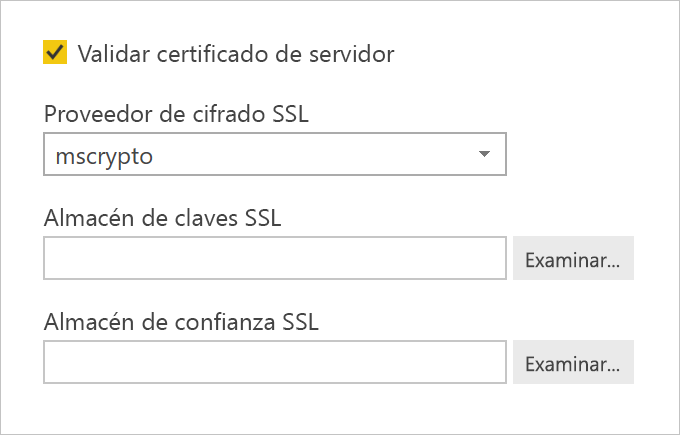 Validar certificado de servidor
Proveedor de cifrado SSL
mscrypto
Almacén de claves SSL
Examinar...
Almacén de confianza SSL
Examinar...